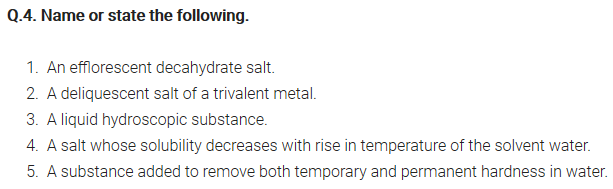 Q.4. Name or state the following.
1. An efflorescent decahydrate salt.
2. A deliquescent salt of a trivalent metal.
3. A liquid hydroscopic substance.
4. A salt whose solubility decreases with rise in temperature of the solvent water.
5. A substance added to remove both temporary and permanent hardness in water.